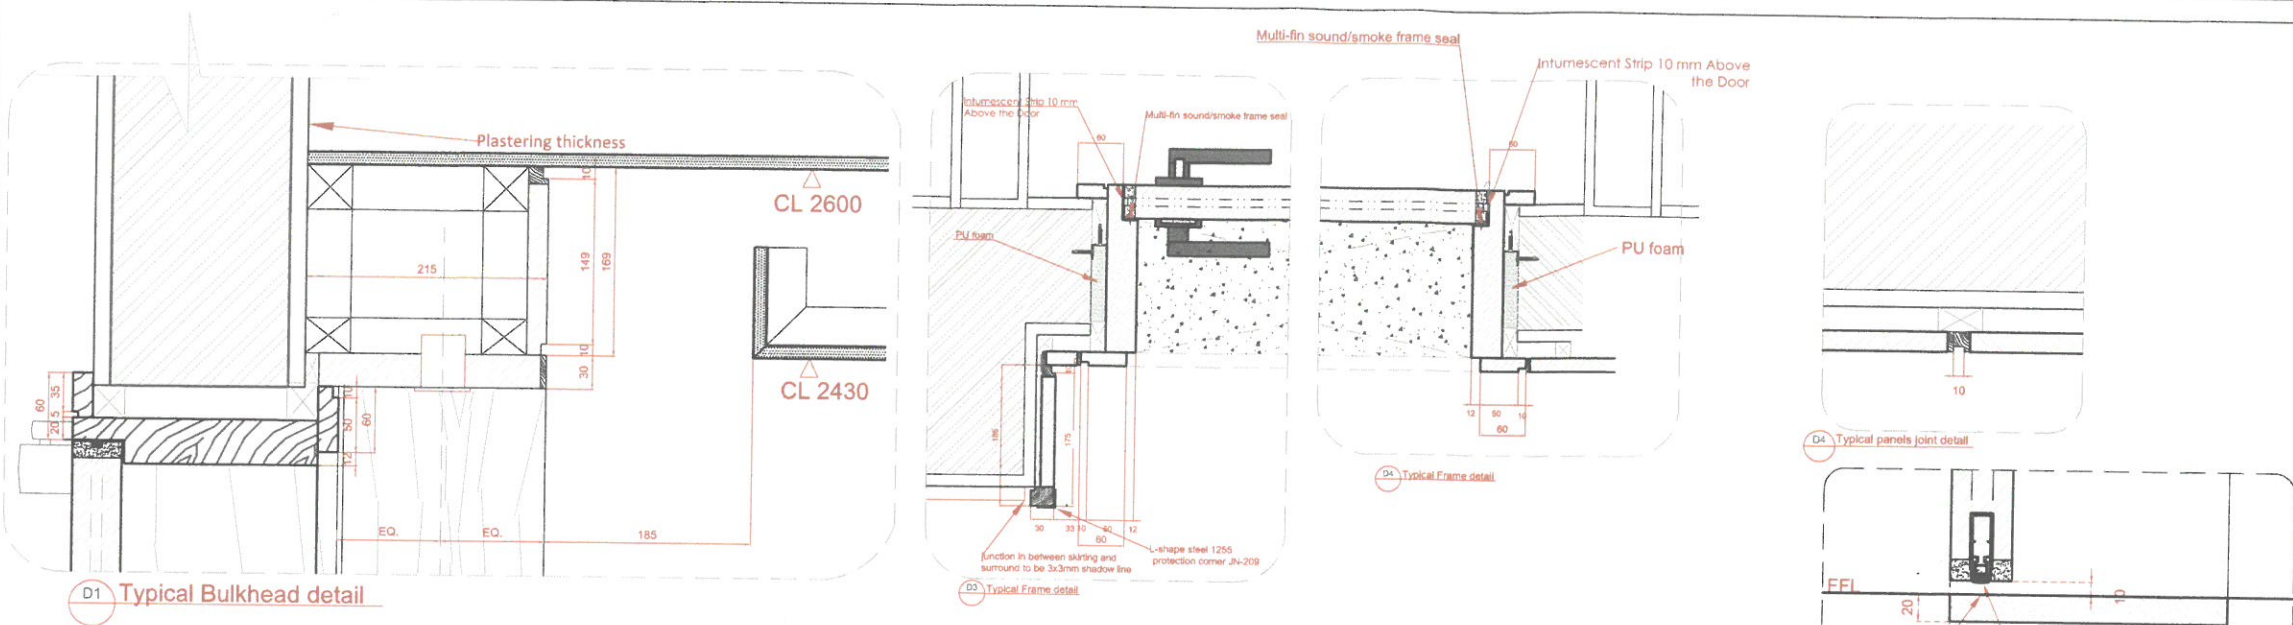 Plastering thickness
10
CL 2600
215
149
169
10
30
CL 2430
35
60
5
20
10
50
60
12
EQ.
EQ.
185
D1 Typical Bulkhead detail
Intumescent Strip 10 mm
Above the Door
Multi-fin sound/smoke frame seal
60
PU foam
175
30
33
10
60
12
60
junction in between skirting and
surround to be 3x3mm shadow line
L-shape steel 1255
protection corner JN-209
D3 Typical Frame detail
Multi-fin sound/smoke frame seal
Intumescent Strip 10 mm Above
the Door
60
PU foam
12
50
10
60
D4 Typical Frame detail
10
D4 Typical panels joint detail
FFL
20
10